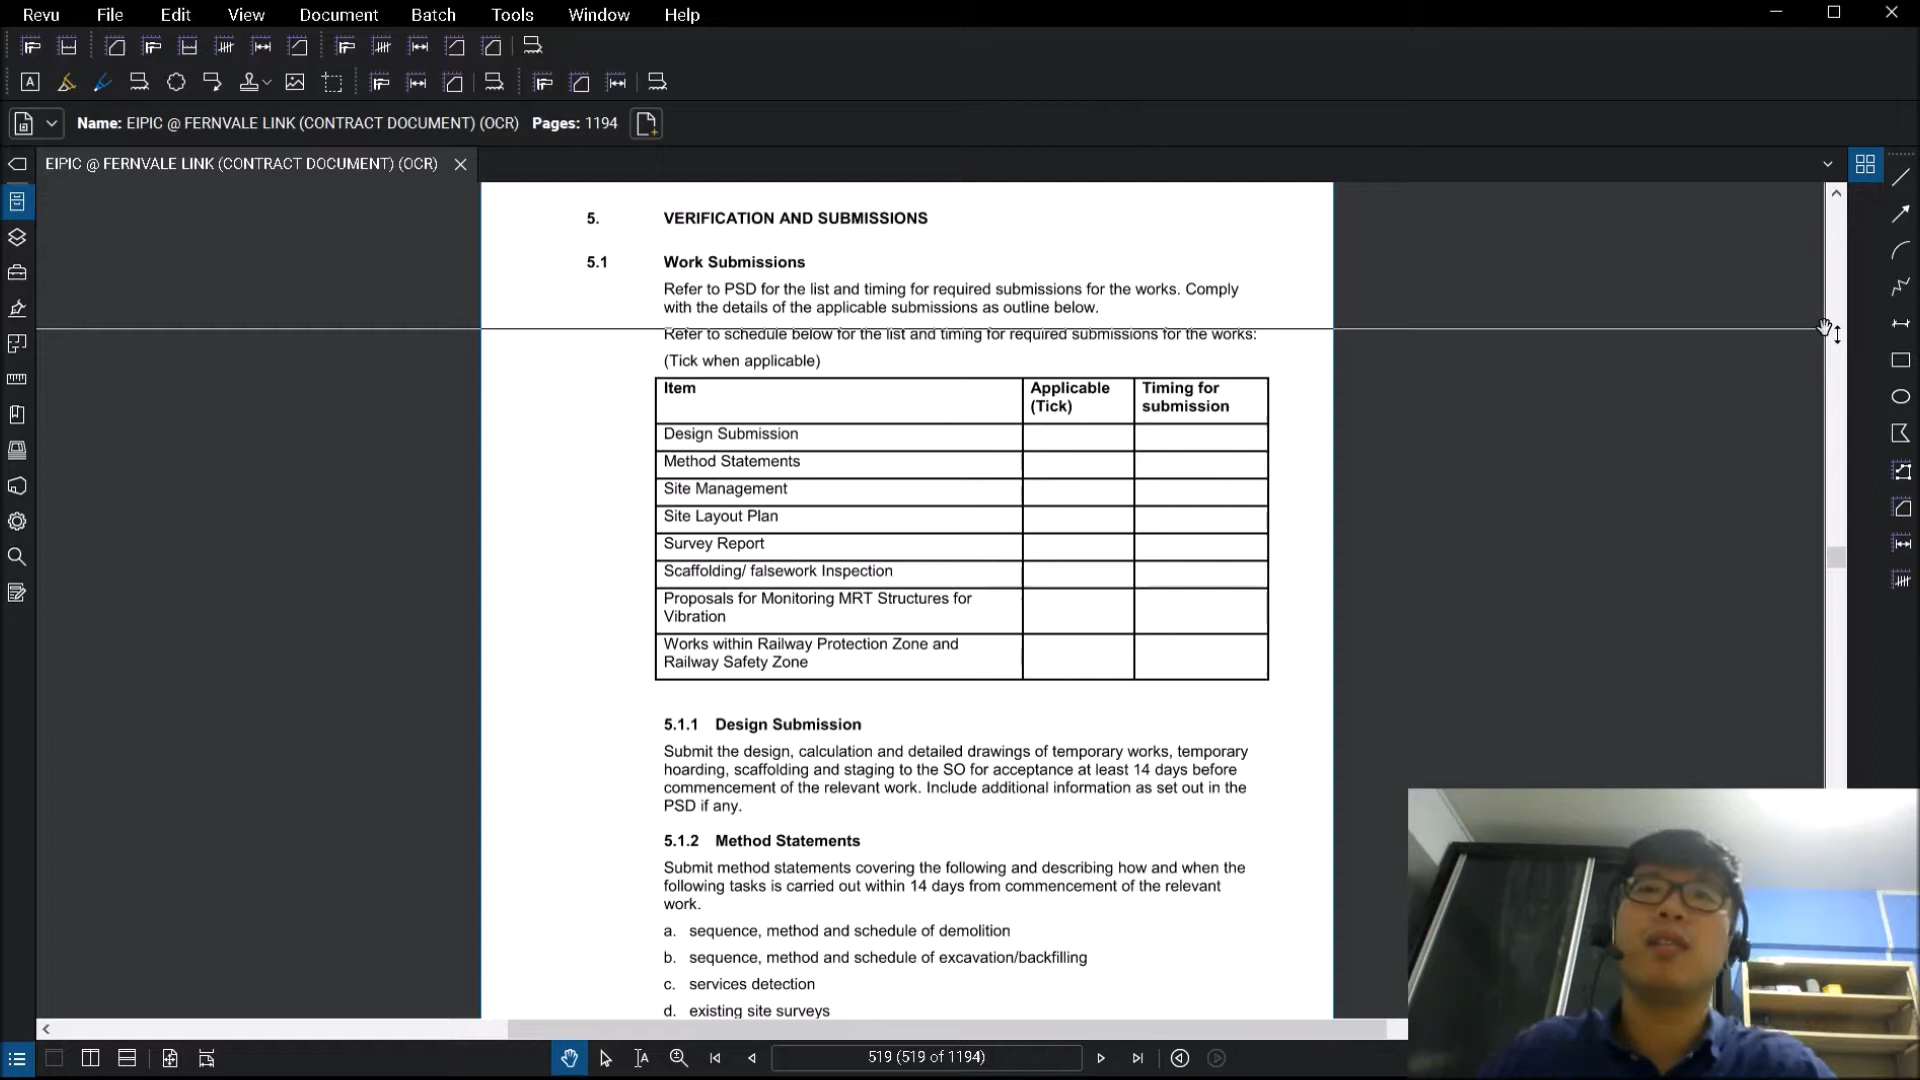 Revu File Edit View Document Batch Tools Window Help
Name: EIPIC @ FERNVALE LINK (CONTRACT DOCUMENT) (OCR) Pages: 1194
EIPIC @ FERNVALE LINK (CONTRACT DOCUMENT) (OCR)
5. VERIFICATION AND SUBMISSIONS
5.1 Work Submissions
Refer to PSD for the list and timing for required submissions for the works. Comply
with the details of the applicable submissions as outline below.
Refer to schedule below for the list and timing for required submissions for the works:
(Tick when applicable)
Item Applicable Timing for
(Tick) submission
Design Submission
Method Statements
Site Management
Site Layout Plan
Survey Report
Scaffolding/ falsework Inspection
Proposals for Monitoring MRT Structures for
Vibration
Works within Railway Protection Zone and
Railway Safety Zone
5.1.1 Design Submission
Submit the design, calculation and detailed drawings of temporary works, temporary
hoarding, scaffolding and staging to the SO for acceptance at least 14 days before
commencement of the relevant work. Include additional information as set out in the
PSD if any.
5.1.2 Method Statements
Submit method statements covering the following and describing how and when the
following tasks is carried out within 14 days from commencement of the relevant
work.
a. sequence, method and schedule of demolition
b. sequence, method and schedule of excavation/backfilling
c. services detection
d. existing site surveys
519 (519 of 1194)